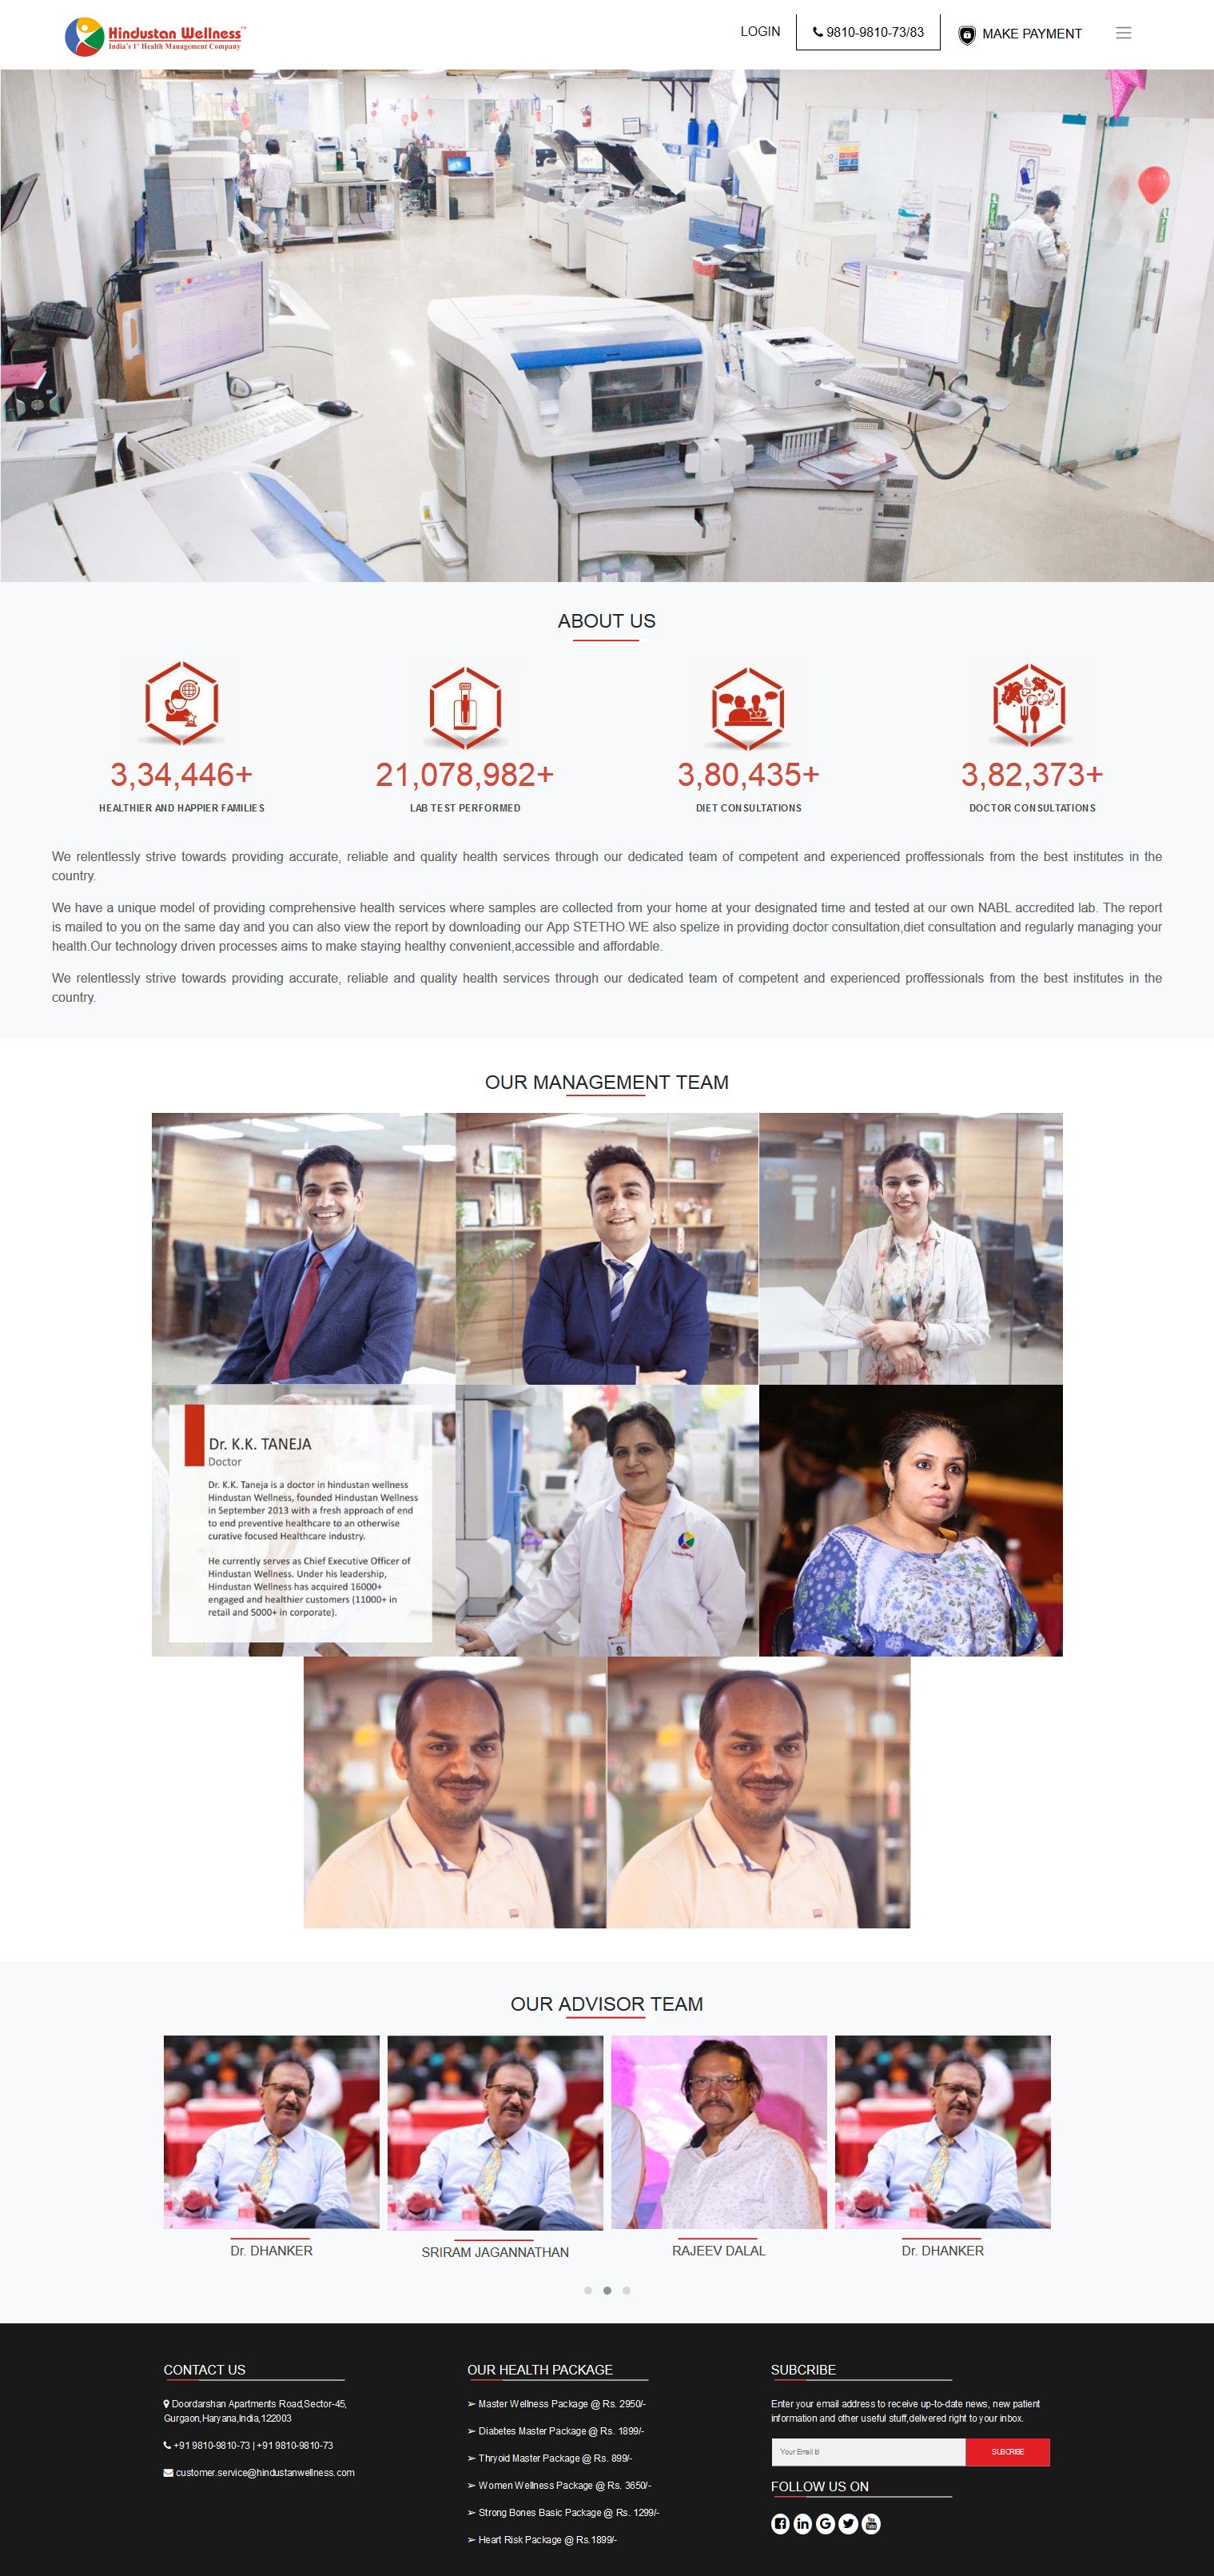 Hindustan Wellness™
India's 1st Health Management Company
LOGIN
9810-9810-73/83
MAKE PAYMENT
Wear
Gloves
ABOUT US
3,34,446+
21,078,982+
3,80,435+
3,82,373+
HEALTHIER AND HAPPIER FAMILIES
LAB TEST PERFORMED
DIET CONSULTATIONS
DOCTOR CONSULTATIONS
We relentlessly strive towards providing accurate, reliable and quality health services through our dedicated team of competent and experienced proffessionals from the best institutes in the
country.
We have a unique model of providing comprehensive health services where samples are collected from your home at your designated time and tested at our own NABL accredited lab. The report
is mailed to you on the same day and you can also view the report by downloading our App STETHO.WE also spelize in providing doctor consultation,diet consultation and regularly managing your
health.Our technology driven processes aims to make staying healthy convenient,accessible and affordable.
We relentlessly strive towards providing accurate, reliable and quality health services through our dedicated team of competent and experienced proffessionals from the best institutes in the
country.
OUR MANAGEMENT TEAM
Dr. K.K. TANEJA
Doctor
Dr. K.K. Taneja is a doctor in hindustan wellness
Hindustan Wellness, founded Hindustan Wellness
in September 2013 with a fresh approach of end
to end preventive healthcare to an otherwise
curative focused Healthcare industry.
He currently serves as Chief Executive Officer of
Hindustan Wellness. Under his leadership,
Hindustan Wellness has acquired 16000+
engaged and healthier customers (11000+ in
retail and 5000+ in corporate).
OUR ADVISOR TEAM
Dr. DHANKER
SRIRAM JAGANNATHAN
RAJEEV DALAL
Dr. DHANKER
CONTACT US
Doordarshan Apartments Road,Sector-45,
Gurgaon,Haryana,India,122003
+91 9810-9810-73 | +91 9810-9810-73
customer.service@hindustanwellness.com
OUR HEALTH PACKAGE
➢ Master Wellness Package @ Rs. 2950/-
➢ Diabetes Master Package @ Rs. 1899/-
➢ Thryoid Master Package @ Rs. 899/-
➢ Women Wellness Package @ Rs. 3650/-
➢ Strong Bones Basic Package @ Rs. 1299/-
➢ Heart Risk Package @ Rs.1899/-
SUBCRIBE
Enter your email address to receive up-to-date news, new patient
information and other useful stuff,delivered right to your inbox.
Your Email Id
SUBCRIBE
FOLLOW US ON